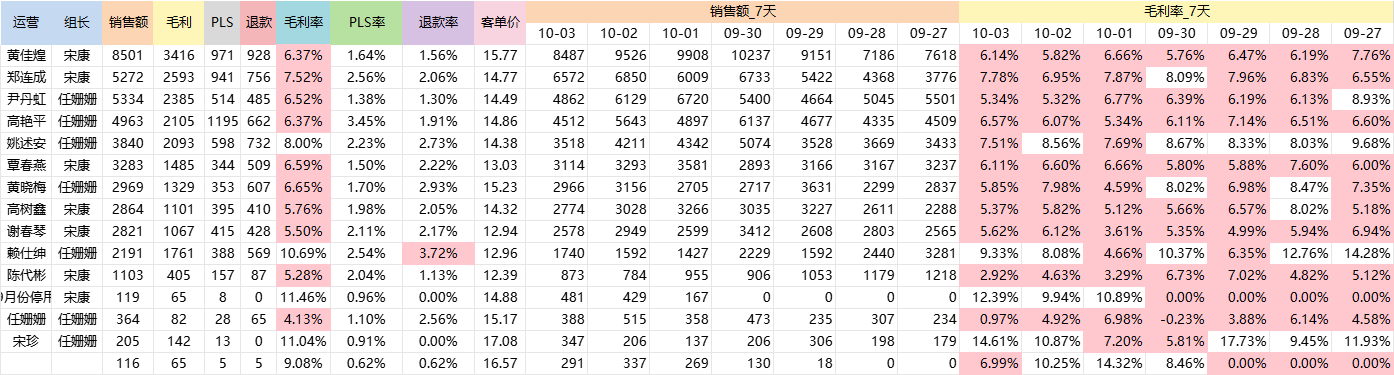 运营 组长 销售额 毛利 PLS 退款 毛利率 PLS率 退款率 客单价 销售额_7天 毛利率_7天
10-03 10-02 10-01 09-30 09-29 09-28 09-27 10-03 10-02 10-01 09-30 09-29 09-28 09-27
黄佳煌 宋康 8501 3416 971 928 6.37% 1.64% 1.56% 15.77 8487 9526 9908 10237 9151 7186 7618 6.14% 5.82% 6.66% 5.76% 6.47% 6.19% 7.76%
郑连成 宋康 5272 2593 941 756 7.52% 2.56% 2.06% 14.77 6572 6850 6009 6733 5422 4368 3776 7.78% 6.95% 7.87% 8.09% 7.96% 6.83% 6.55%
尹丹虹 任姗姗 5334 2385 514 485 6.52% 1.38% 1.30% 14.49 4862 6129 6720 5400 4664 5045 5501 5.34% 5.32% 6.77% 6.39% 6.19% 6.13% 8.93%
高艳平 任姗姗 4963 2105 1195 662 6.37% 3.45% 1.91% 14.86 4512 5643 4897 6137 4677 4335 4509 6.57% 6.07% 5.34% 6.11% 7.14% 6.51% 6.60%
姚述安 任姗姗 3840 2093 598 732 8.00% 2.23% 2.73% 14.38 3518 4211 4342 5074 3528 3669 3433 7.51% 8.56% 7.69% 8.67% 8.33% 8.03% 9.68%
覃春燕 宋康 3283 1485 344 509 6.59% 1.50% 2.22% 13.03 3114 3293 3581 2893 3166 3167 3237 6.11% 6.60% 6.66% 5.80% 5.88% 7.60% 6.00%
黄晓梅 任姗姗 2969 1329 353 607 6.65% 1.70% 2.93% 15.23 2966 3156 2705 2717 3631 2299 2837 5.85% 7.98% 4.59% 8.02% 6.98% 8.47% 7.35%
高树鑫 宋康 2864 1101 395 410 5.76% 1.98% 2.05% 14.32 2774 3028 3266 3035 3227 2611 2288 5.37% 5.82% 5.12% 5.66% 6.57% 8.02% 5.18%
谢春琴 宋康 2821 1067 415 428 5.50% 2.11% 2.17% 12.94 2578 2949 2599 3412 2608 2803 2565 5.62% 6.12% 3.61% 5.35% 4.99% 5.94% 6.94%
赖仕绅 任姗姗 2191 1761 388 569 10.69% 2.54% 3.72% 12.96 1740 1592 1427 2229 1592 2440 3281 9.33% 8.08% 4.66% 10.37% 6.35% 12.76% 14.28%
陈代彬 宋康 1103 405 157 87 5.28% 2.04% 1.13% 12.39 873 784 955 906 1053 1179 1218 2.92% 4.63% 3.29% 6.73% 7.02% 4.82% 5.12%
9月份停用 宋康 119 65 8 0 11.46% 0.96% 0.00% 14.88 481 429 167 0 0 0 0 12.39% 9.94% 10.89% 0.00% 0.00% 0.00% 0.00%
任姗姗 任姗姗 364 82 28 65 4.13% 1.10% 2.56% 15.17 388 515 358 473 235 307 234 0.97% 4.92% 6.98% -0.23% 3.88% 6.14% 4.58%
宋珍 任姗姗 205 142 13 0 11.04% 0.91% 0.00% 17.08 347 206 137 206 306 198 179 14.61% 10.87% 7.20% 5.81% 17.73% 9.45% 11.93%
116 65 5 5 9.08% 0.62% 0.62% 16.57 291 337 269 130 18 0 0 6.99% 10.25% 14.32% 8.46% 0.00% 0.00% 0.00%